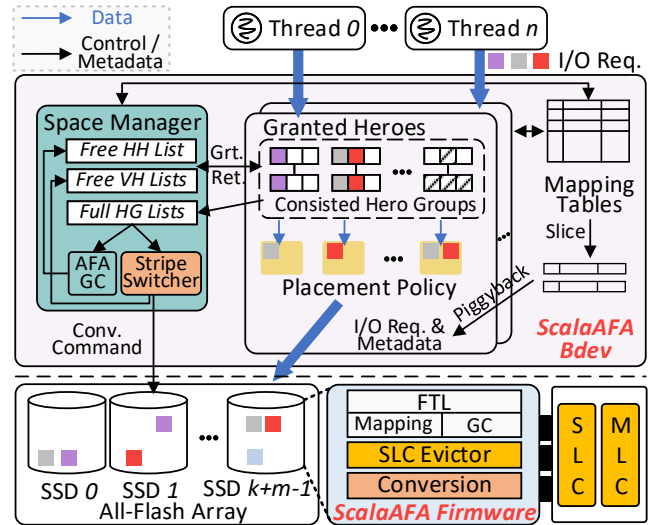 Data
Control /
Metadata
Thread 0
Thread n
I/O Req.
Space Manager
Free HH List
Free VH Lists
Full HG Lists
AFA
GC
Stripe
Switcher
Grt.
Ret.
Granted Heroes
Consisted Hero Groups
Placement Policy
I/O Req. &
Metadata
Mapping
Tables
Slice
Piggyback
ScalaAFA
Bdev
Conv.
Command
SSD 0
SSD 1
SSD k+m-1
All-Flash Array
FTL
Mapping
GC
SLC Evictor
Conversion
ScalaAFA Firmware
S
L
C
M
L
C